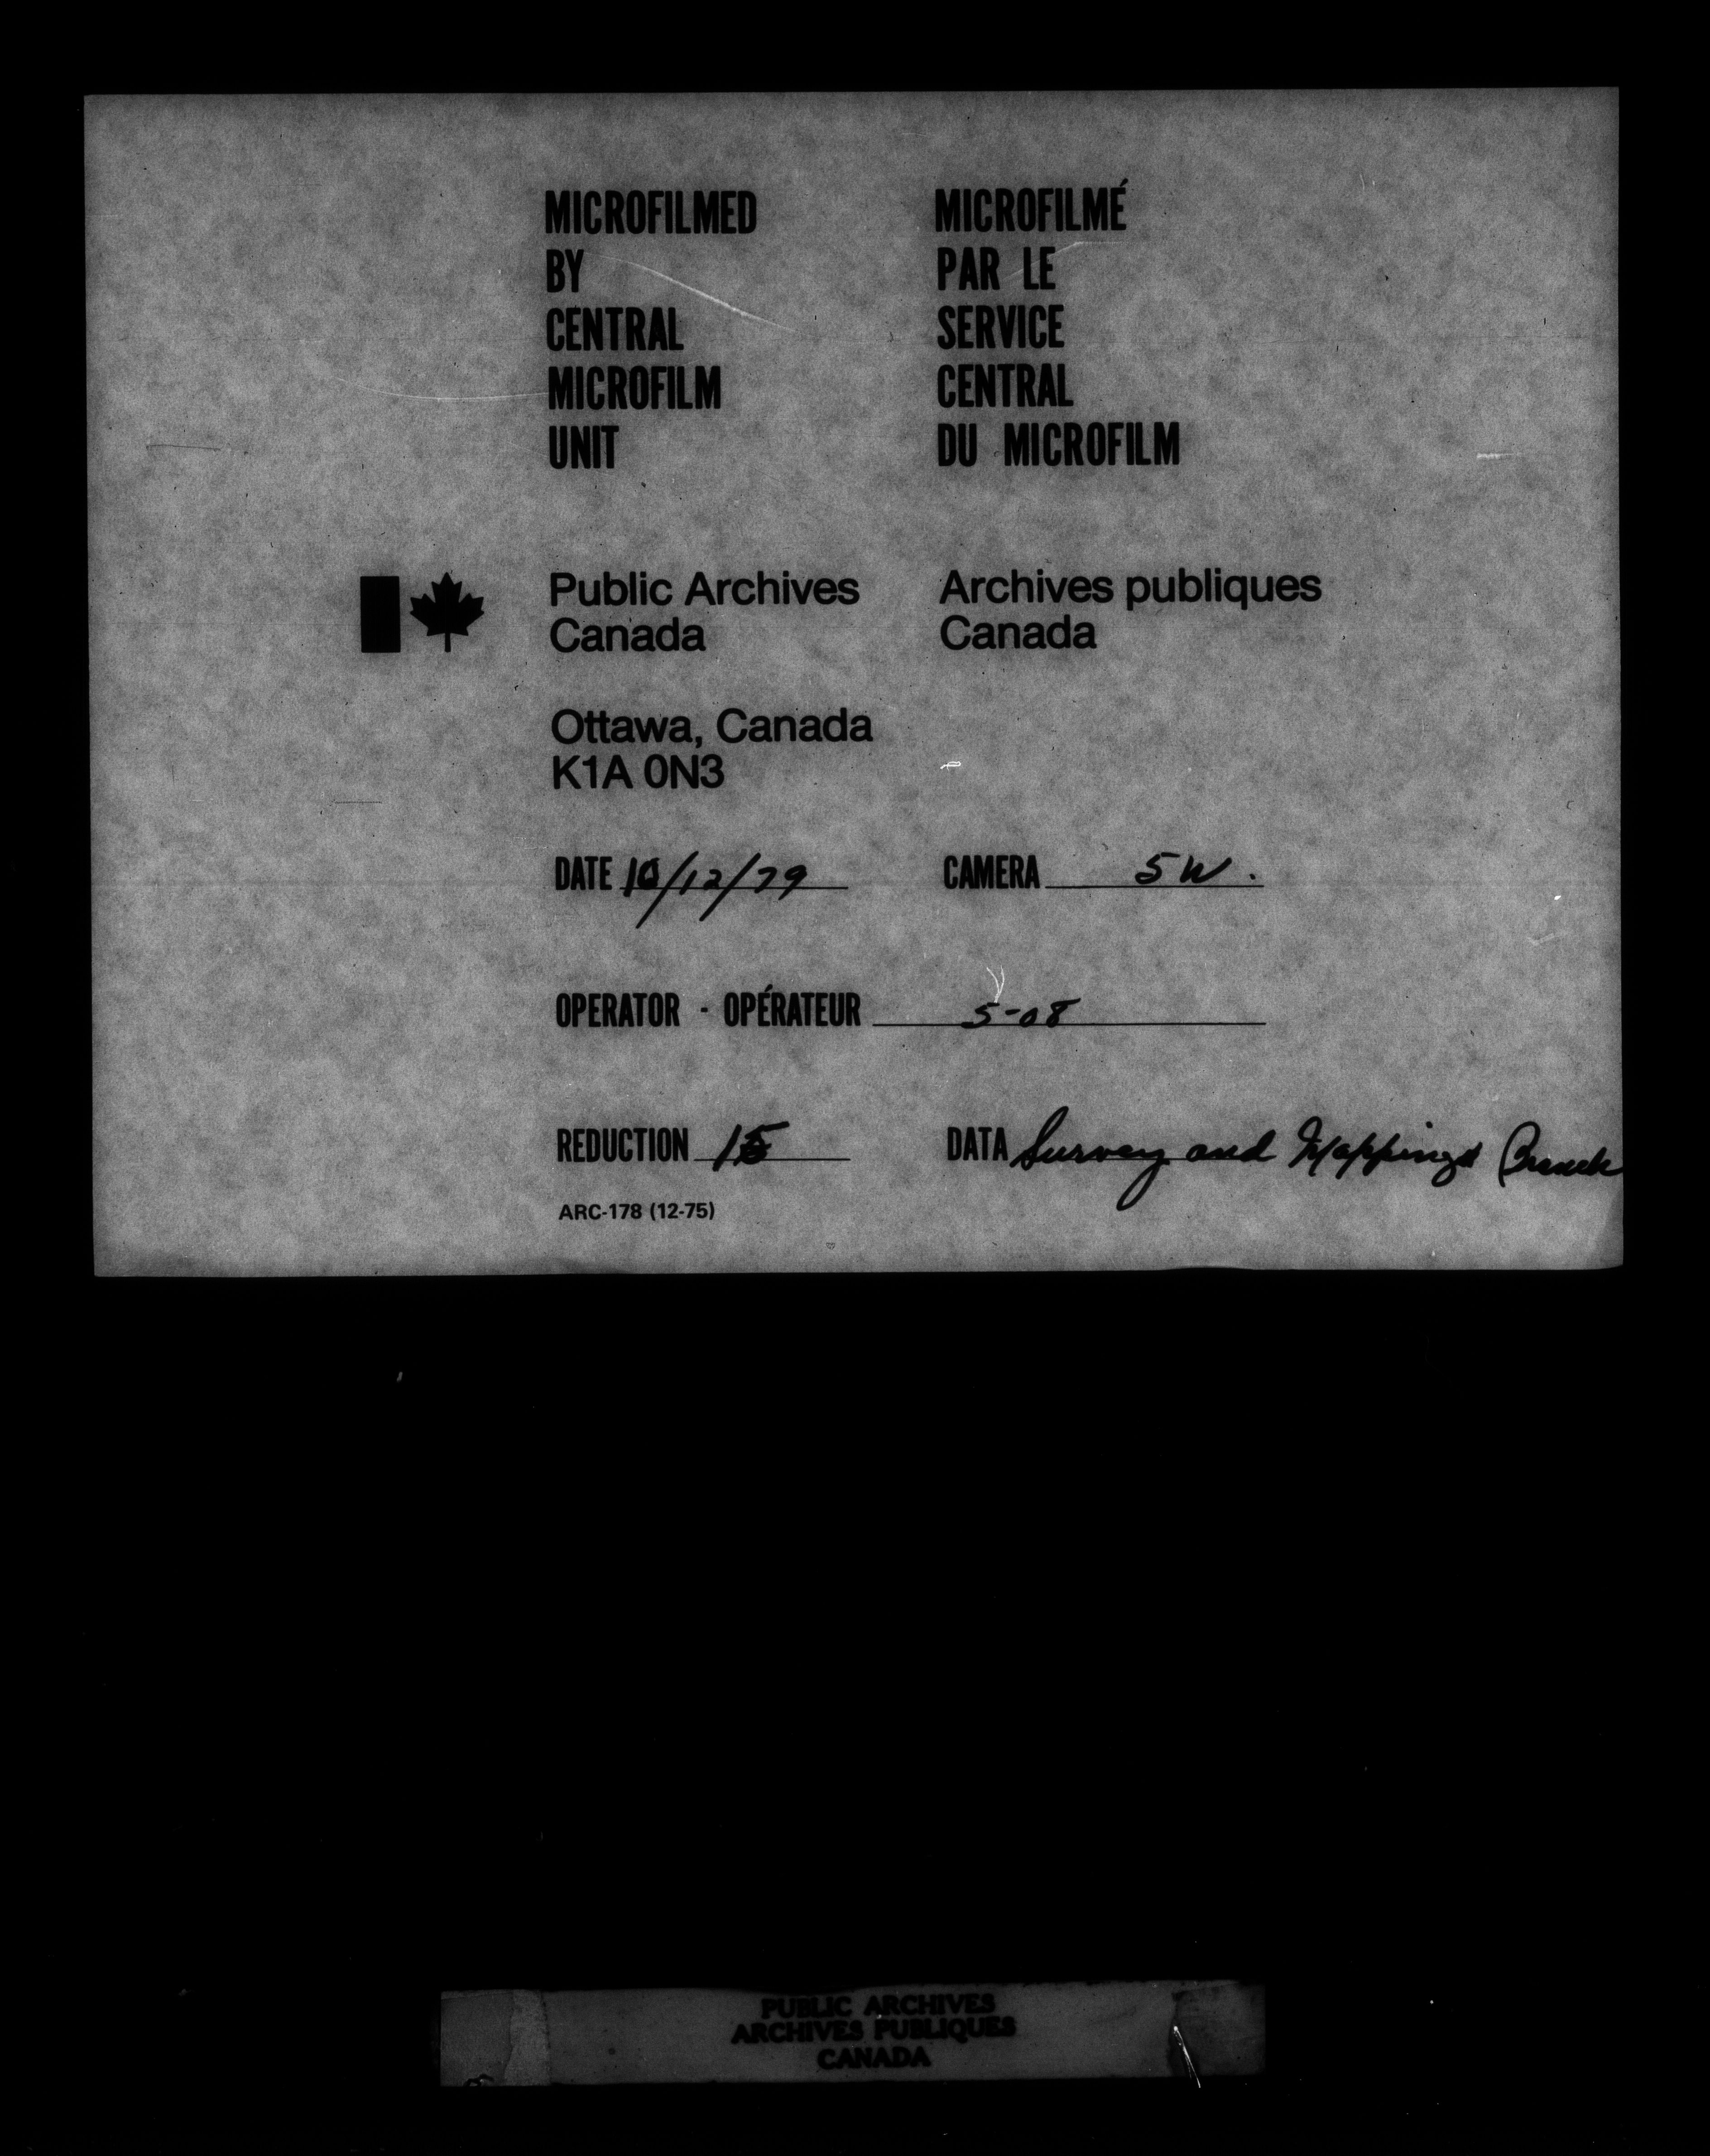 MICROFILMED
BY
CENTRAL
MICROFILM
UNIT
MICROFILMÉ
PAR LE
SERVICE
CENTRAL
DU MICROFILM
Public Archives
Canada
Archives publiques
Canada
Ottawa, Canada
K1A 0N3
DATE 10/12/79
CAMERA 5W.
OPERATOR - OPÉRATEUR 5-08
REDUCTION 15
DATA Survey and Mappings Branch
ARC-178 (12-75)
PUBLIC ARCHIVES
ARCHIVES PUBLIQUES
CANADA